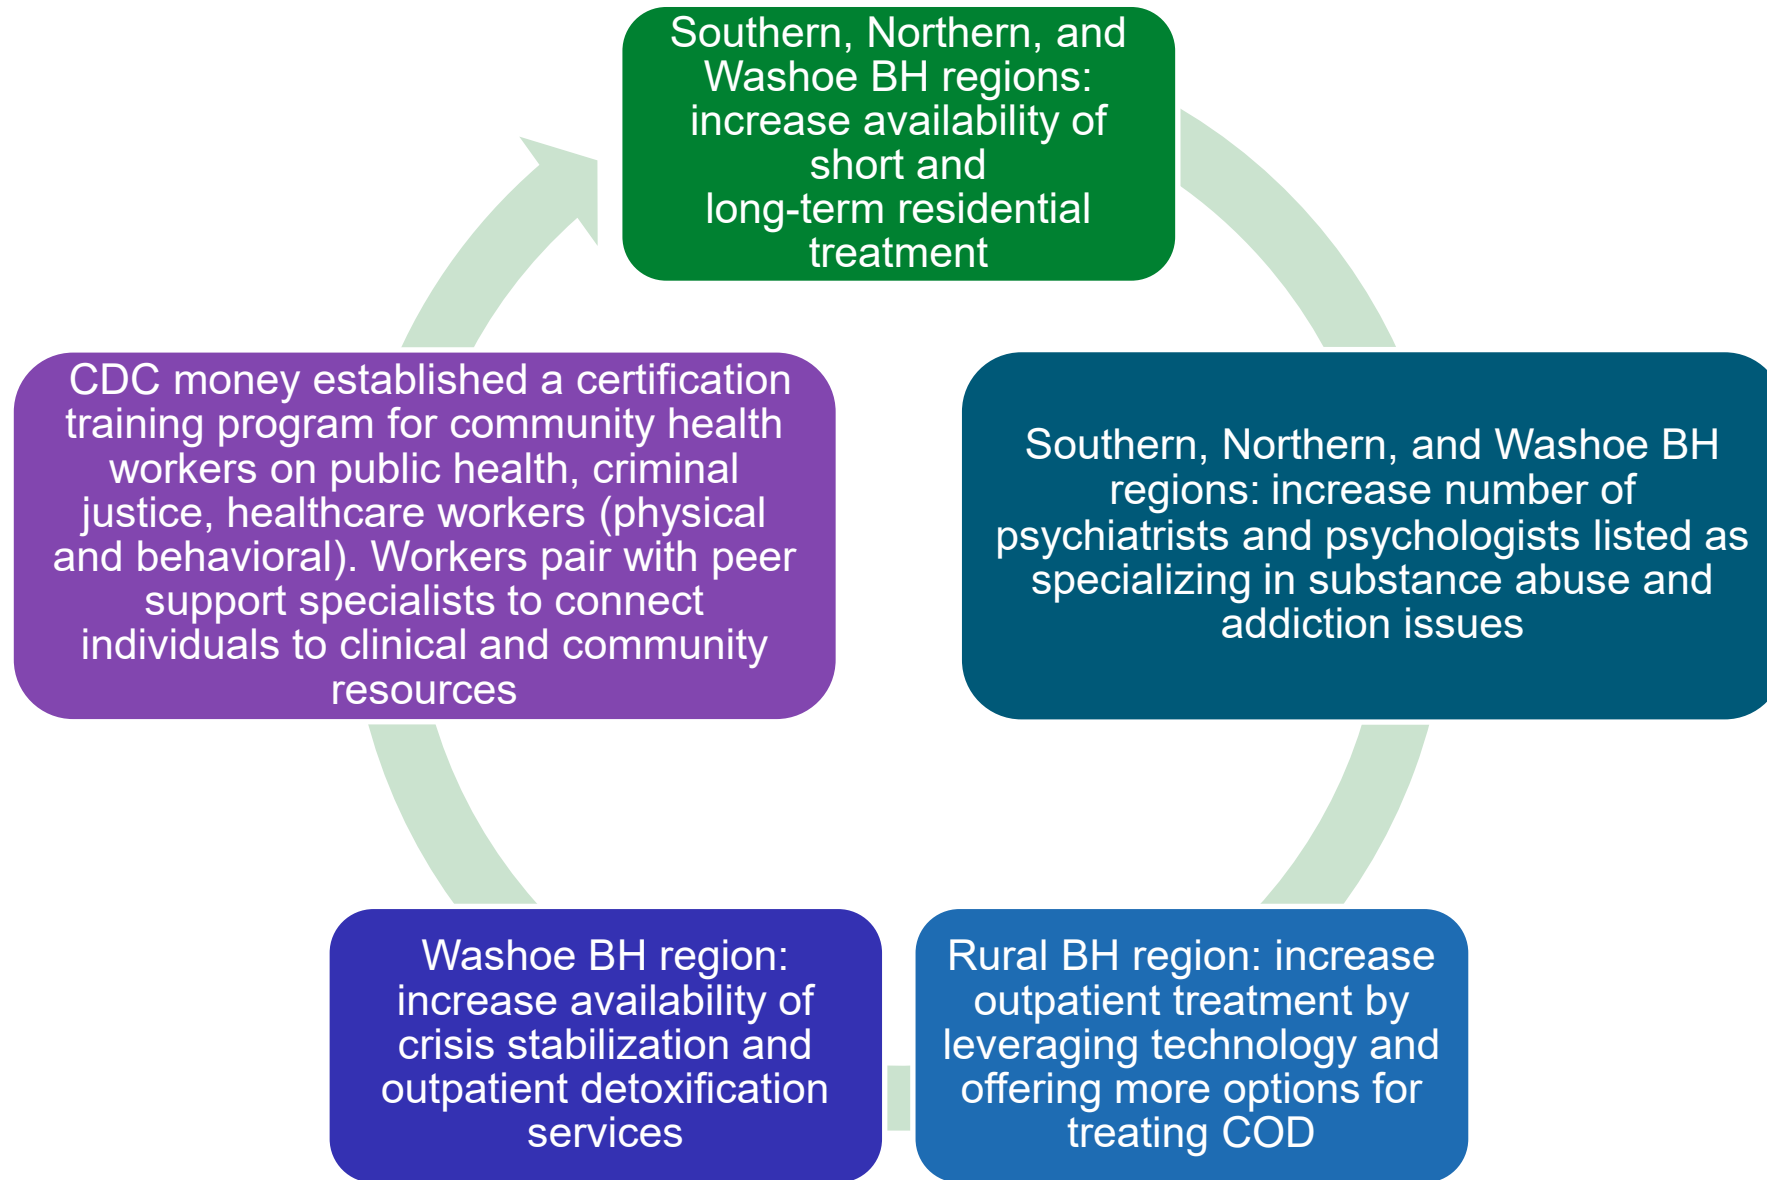 Southern, Northern, and
Washoe BH regions:
increase availability of
short and
long-term residential
treatment
Southern, Northern, and Washoe BH
regions: increase number of
psychiatrists and psychologists listed as
specializing in substance abuse and
addiction issues
Rural BH region: increase
outpatient treatment by
leveraging technology and
offering more options for
treating COD
Washoe BH region:
increase availability of
crisis stabilization and
outpatient detoxification
services
CDC money established a certification
training program for community health
workers on public health, criminal
justice, healthcare workers (physical
and behavioral). Workers pair with peer
support specialists to connect
individuals to clinical and community
resources